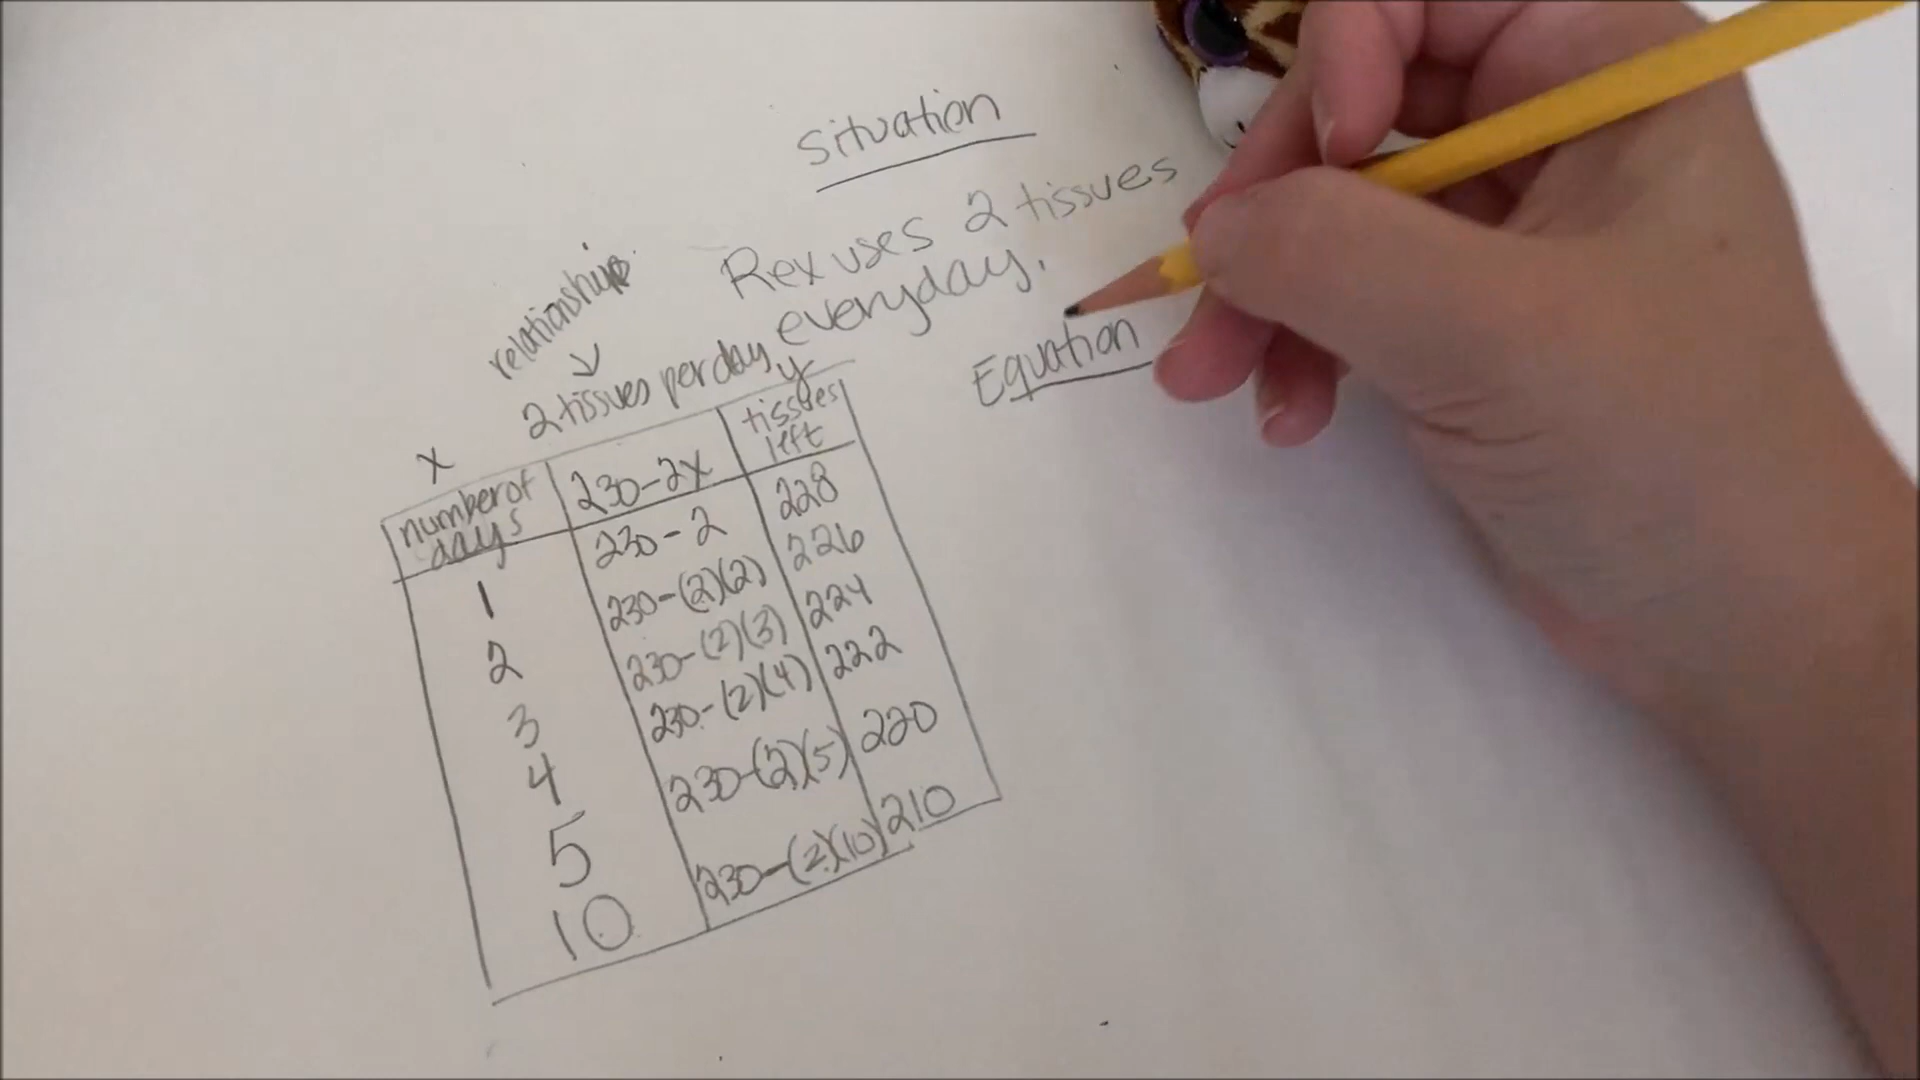 situation
Rex uses 2 tissues
everyday.
relationship
2 tissues per day
Equation
x
y
number of days | 230-2x | tissues left
1 | 230-2 | 228
2 | 230-(2)(2) | 226
3 | 230-(2)(3) | 224
4 | 230-(2)(4) | 222
5 | 230-(2)(5) | 220
10 | 230-(2)(10) | 210